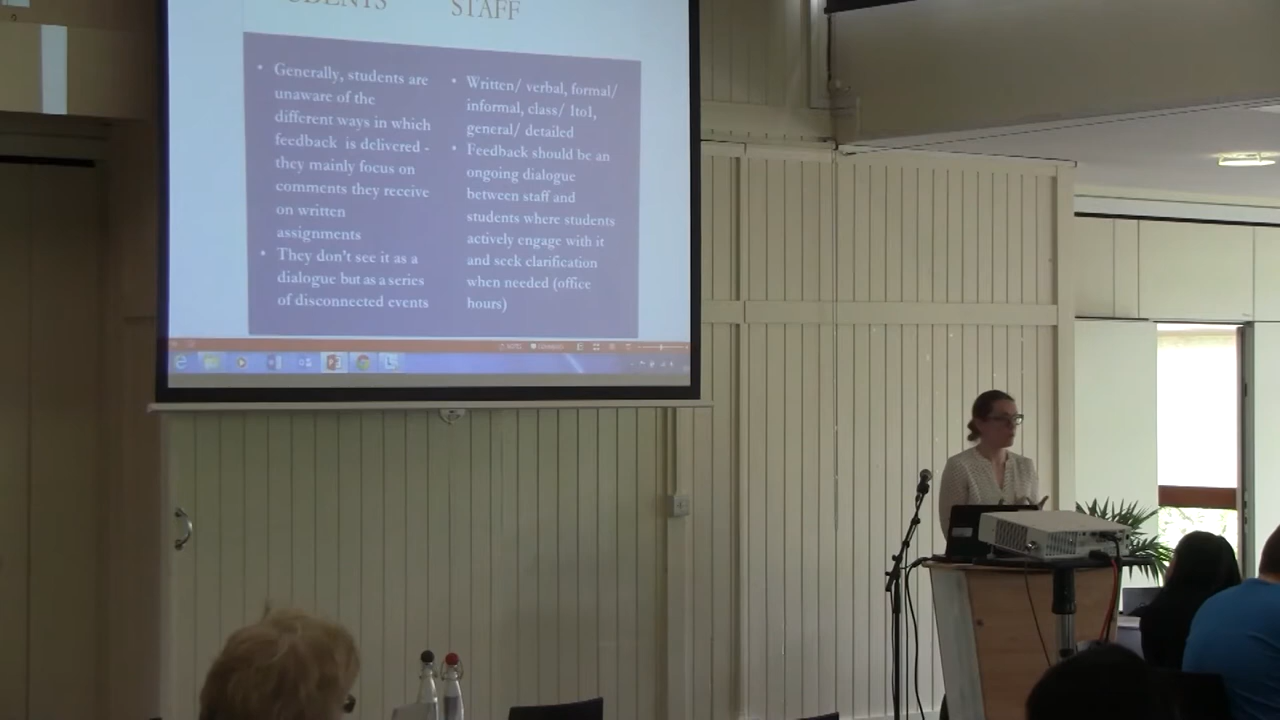 STAFF
Generally, students are
unaware of the
different ways in which
feedback is delivered -
they mainly focus on
comments they receive
on written
assignments
They don't see it as a
dialogue but as a series
of disconnected events
Written/ verbal, formal/
informal, class/ 1to1,
general/ detailed
Feedback should be an
ongoing dialogue
between staff and
students where students
actively engage with it
and seek clarification
when needed (office
hours)